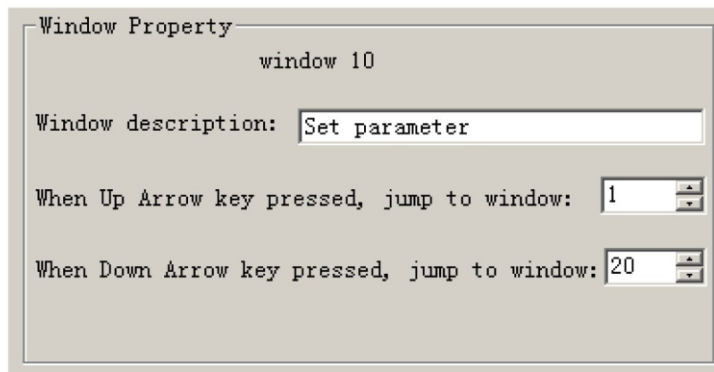 Window Property
window 10
Window description: Set parameter
When Up Arrow key pressed, jump to window: 1
When Down Arrow key pressed, jump to window: 20